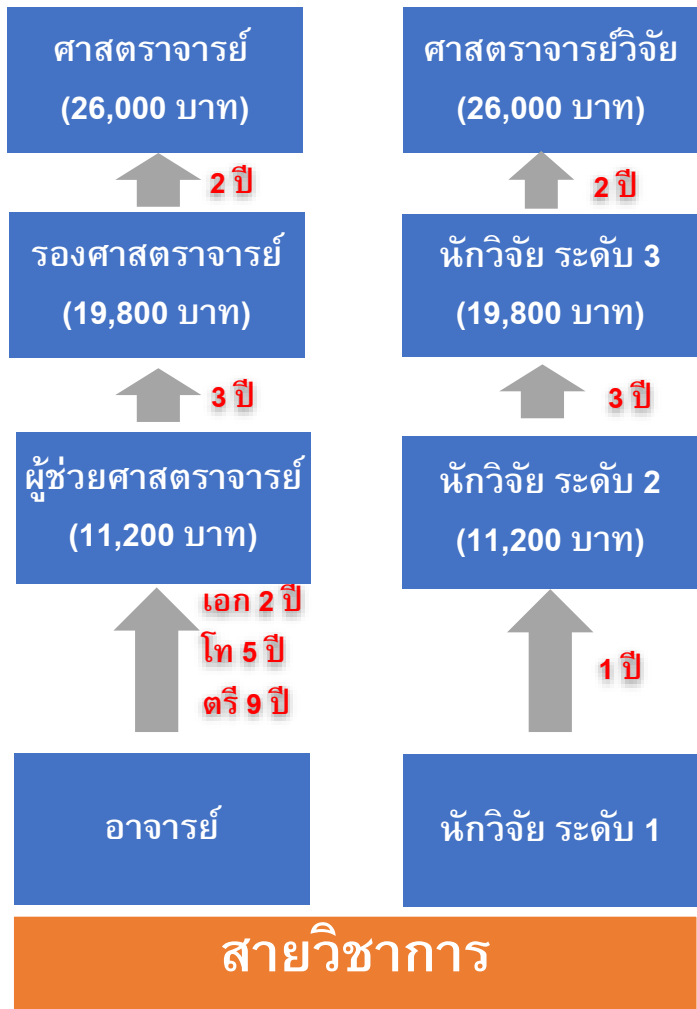 ศาสตราจารย์
(26,000 บาท)
2 ปี
รองศาสตราจารย์
(19,800 บาท)
3 ปี
ผู้ช่วยศาสตราจารย์
(11,200 บาท)
เอก 2 ปี
โท 5 ปี
ตรี 9 ปี
อาจารย์
ศาสตราจารย์วิจัย
(26,000 บาท)
2 ปี
นักวิจัย ระดับ 3
(19,800 บาท)
3 ปี
นักวิจัย ระดับ 2
(11,200 บาท)
1 ปี
นักวิจัย ระดับ 1
สายวิชาการ